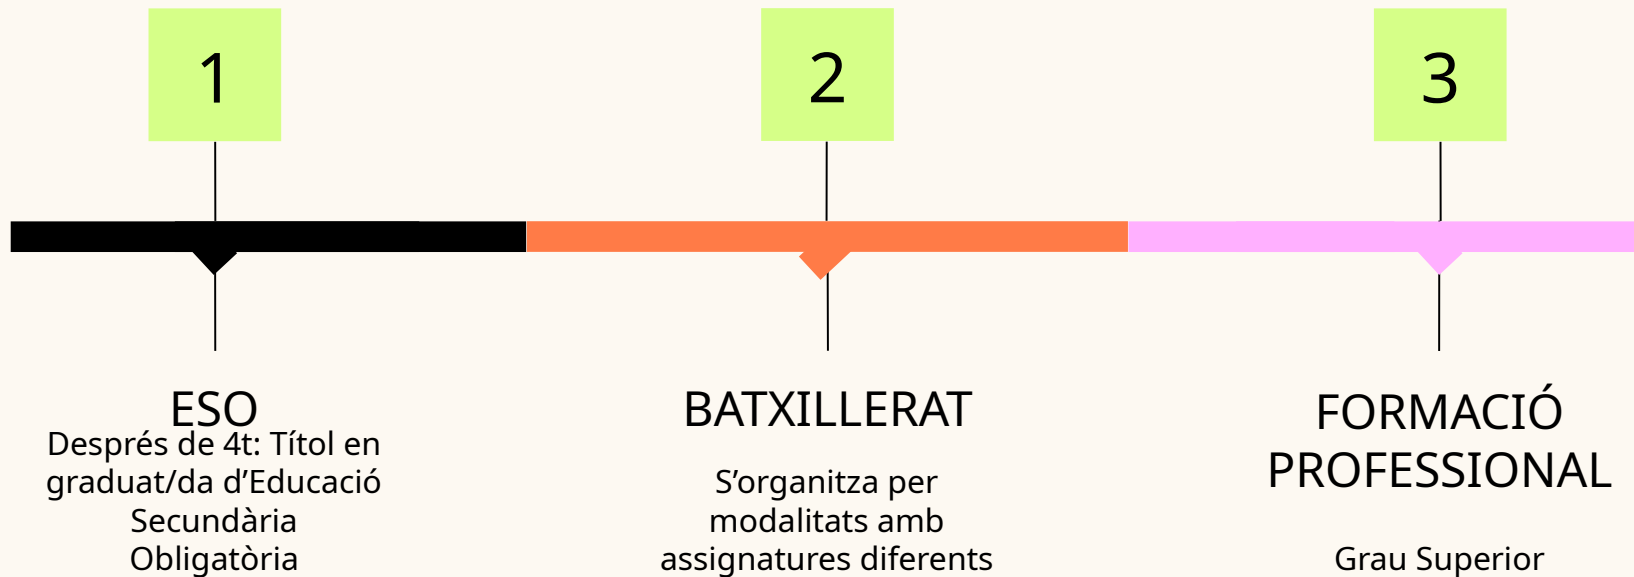 1
2
3
ESO
Després de 4t: Títol en
graduat/da d’Educació
Secundària
Obligatòria
BATXILLERAT
S’organitza per
modalitats amb
assignatures diferents
FORMACIÓ
PROFESSIONAL
Grau Superior